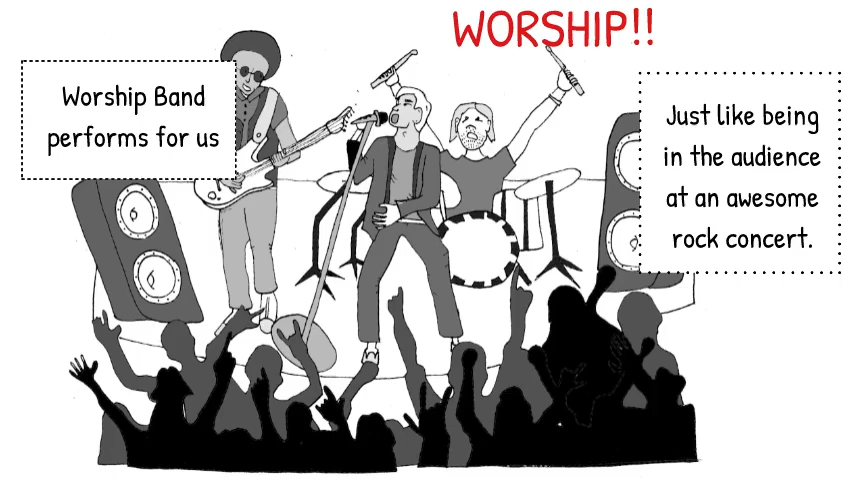 WORSHIP!!
Worship Band
performs for us
Just like being
in the audience
at an awesome
rock concert.